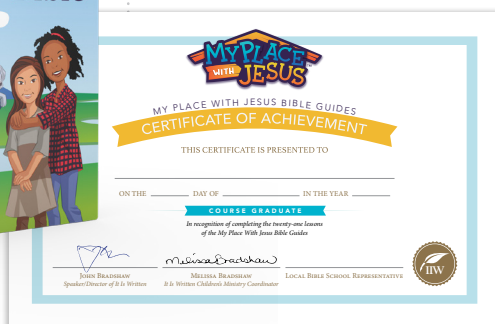 MY PLACE
WITH JESUS™
MY PLACE WITH JESUS BIBLE GUIDES
CERTIFICATE OF ACHIEVEMENT
THIS CERTIFICATE IS PRESENTED TO
ON THE DAY OF IN THE YEAR
COURSE GRADUATE
In recognition of completing the twenty-one lessons
of the My Place With Jesus Bible Guides
Melissa Bradshaw
JOHN BRADSHAW MELISSA BRADSHAW LOCAL BIBLE SCHOOL REPRESENTATIVE
Speaker/Director of It Is Written It Is Written Children's Ministry Coordinator
IIW